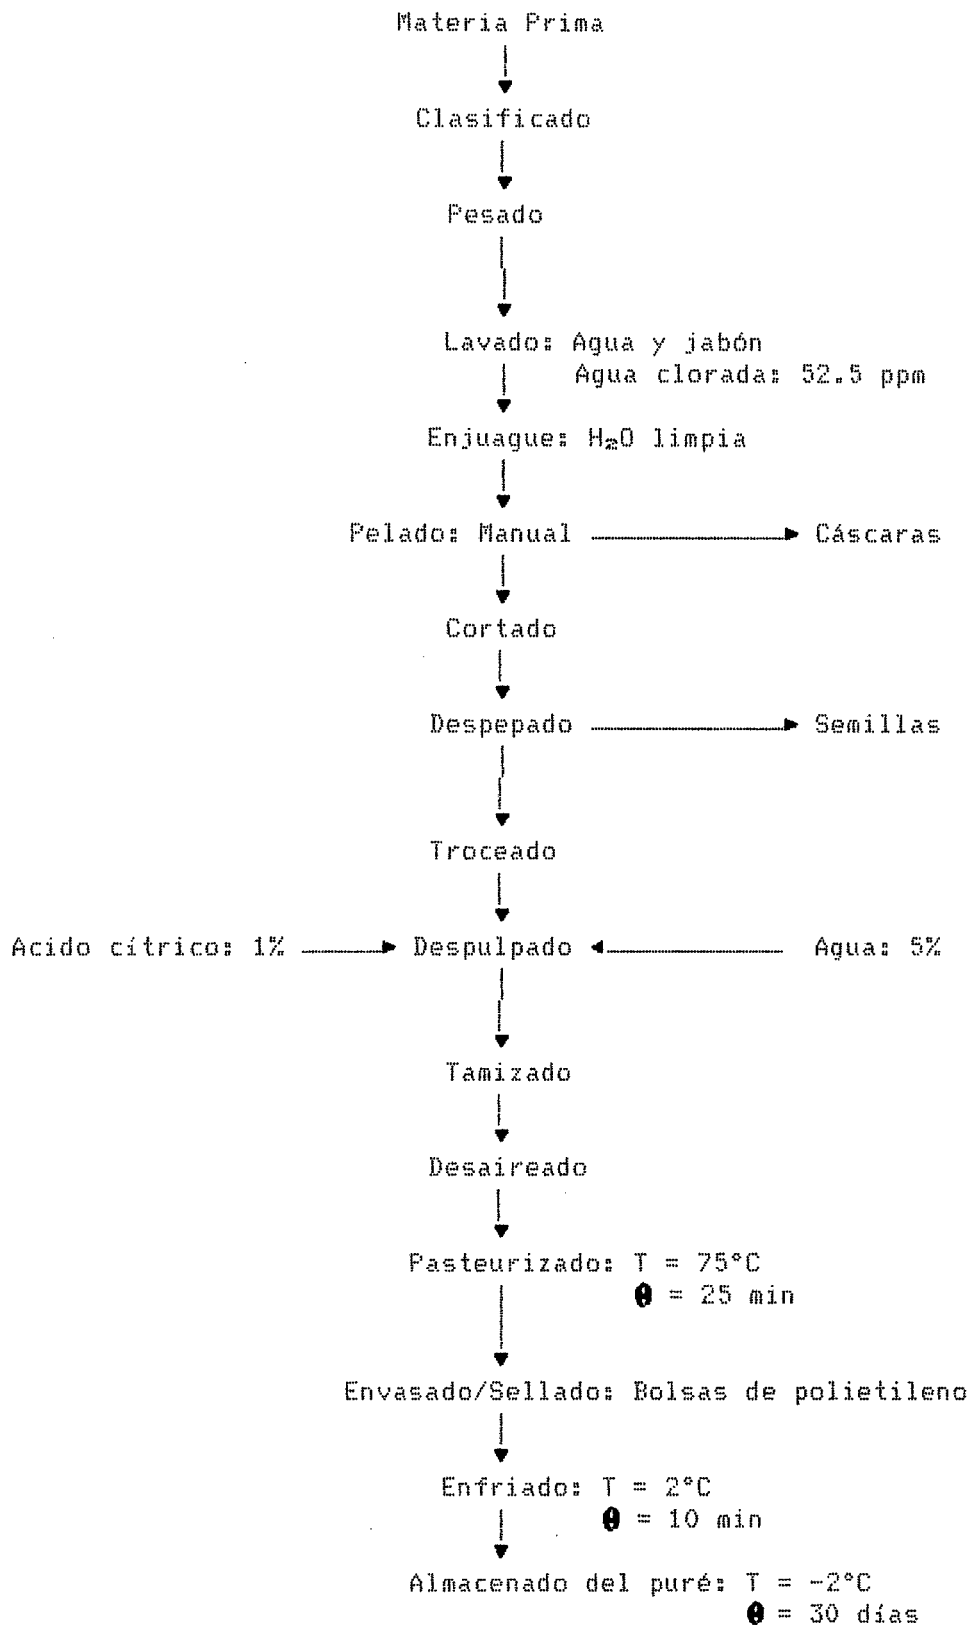 Materia Prima
Clasificado
Pesado
Lavado: Agua y jabón
Agua clorada: 52.5 ppm
Enjuague: H₂O limpia
Pelado: Manual Cáscaras
Cortado
Despepado Semillas
Troceado
Acido cítrico: 1% Despulpado Agua: 5%
Tamizado
Desaireado
Pasteurizado: T = 75°C
θ = 25 min
Envasado/Sellado: Bolsas de polietileno
Enfriado: T = 2°C
θ = 10 min
Almacenado del puré: T = -2°C
θ = 30 días